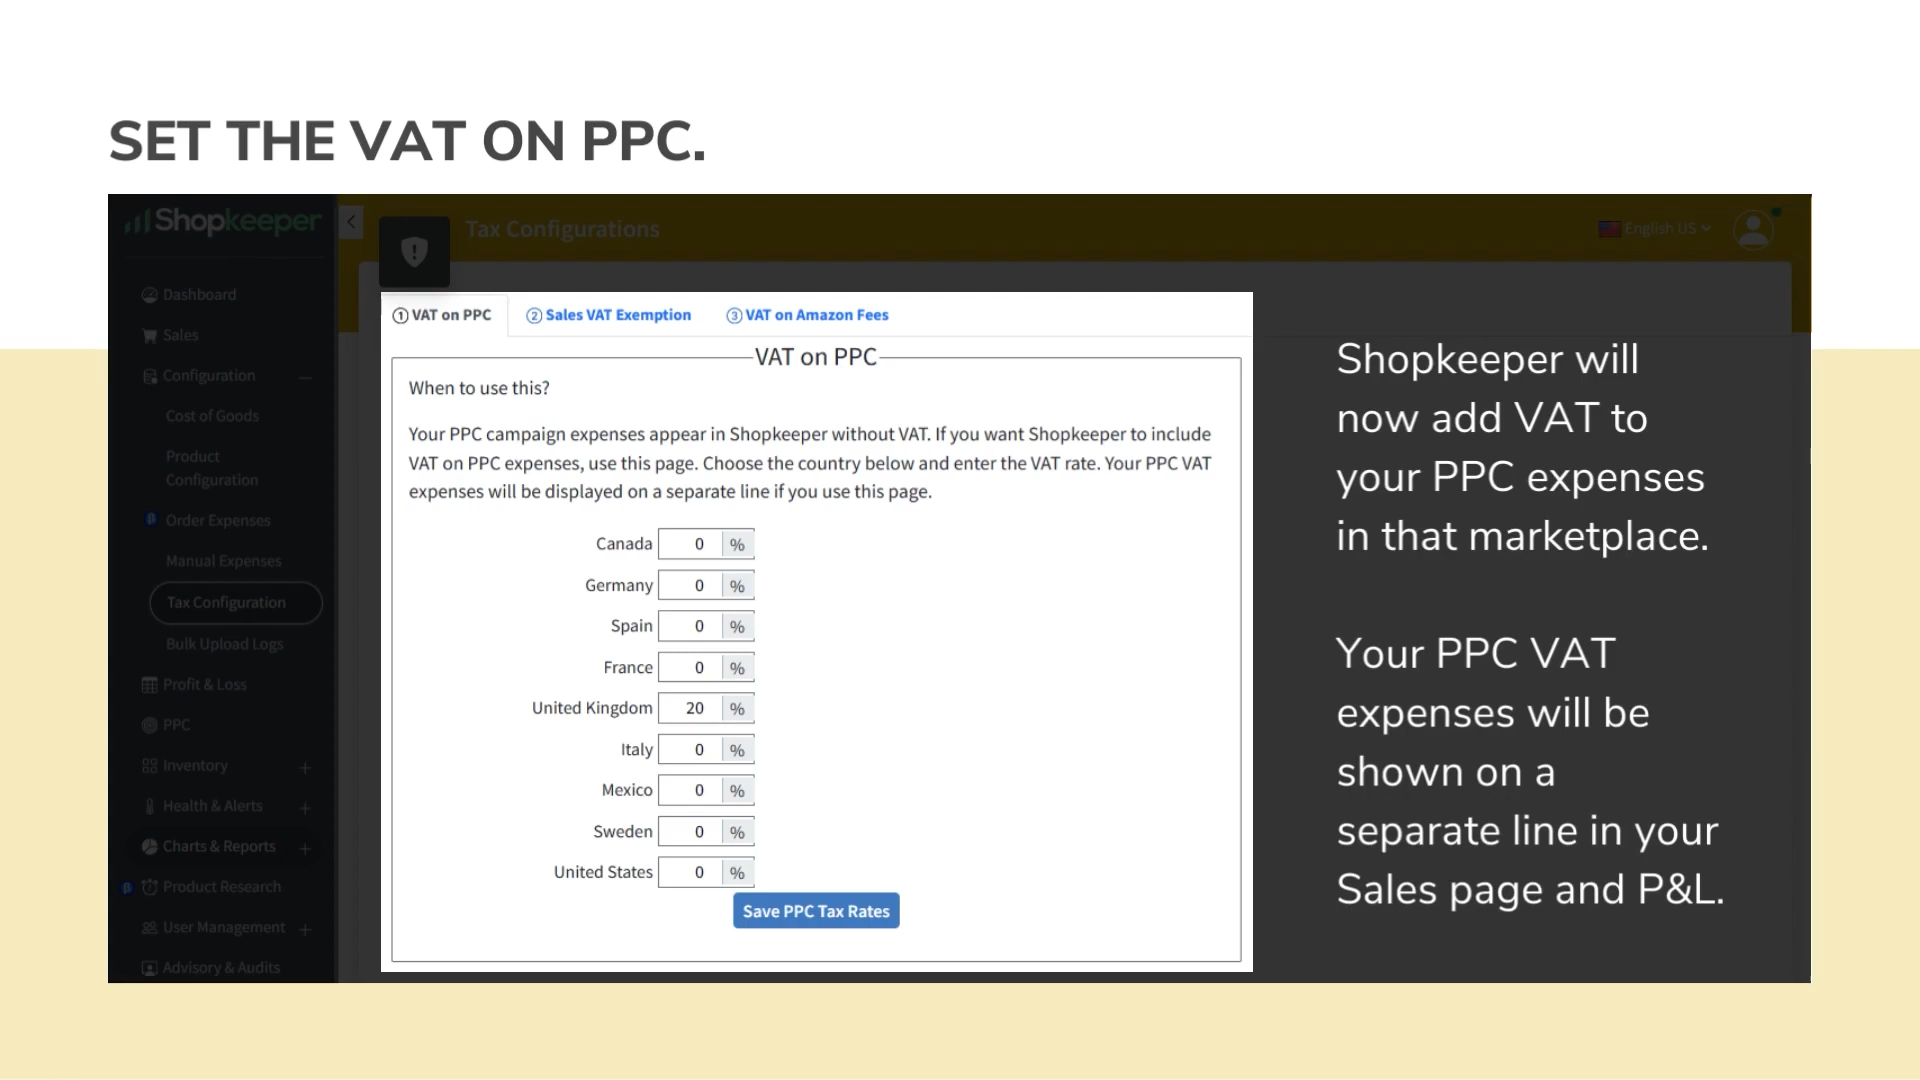 SET THE VAT ON PPC.
Shopkeeper
Tax Configurations
English US
Dashboard
Sales
Configuration
Cost of Goods
Product
Configuration
β Order Expenses
Manual Expenses
Tax Configuration
Bulk Upload Logs
Profit & Loss
PPC
Inventory
Health & Alerts
Charts & Reports
β Product Research
User Management
Advisory & Audits
① VAT on PPC
② Sales VAT Exemption
③ VAT on Amazon Fees
VAT on PPC
When to use this?
Your PPC campaign expenses appear in Shopkeeper without VAT. If you want Shopkeeper to include
VAT on PPC expenses, use this page. Choose the country below and enter the VAT rate. Your PPC VAT
expenses will be displayed on a separate line if you use this page.
Canada 0 %
Germany 0 %
Spain 0 %
France 0 %
United Kingdom 20 %
Italy 0 %
Mexico 0 %
Sweden 0 %
United States 0 %
Save PPC Tax Rates
Shopkeeper will
now add VAT to
your PPC expenses
in that marketplace.
Your PPC VAT
expenses will be
shown on a
separate line in your
Sales page and P&L.